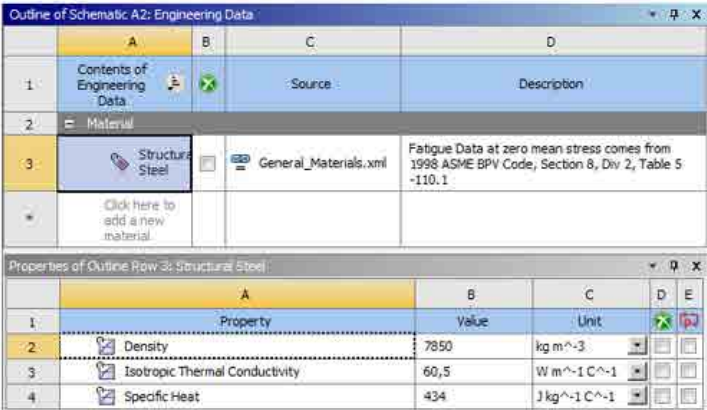 Outline of Schematic A2: Engineering Data
A B C D
1 Contents of Engineering Data Source Description
2 Material
3 Structural Steel General_Materials.xml Fatigue Data at zero mean stress comes from
1998 ASME BPV Code, Section 8, Div 2, Table 5
-110.1
* Click here to
add a new
material
Properties of Outline Row 3: Structural Steel
A B C D E
1 Property Value Unit
2 Density 7850 kg m^-3
3 Isotropic Thermal Conductivity 60,5 W m^-1 C^-1
4 Specific Heat 434 J kg^-1 C^-1